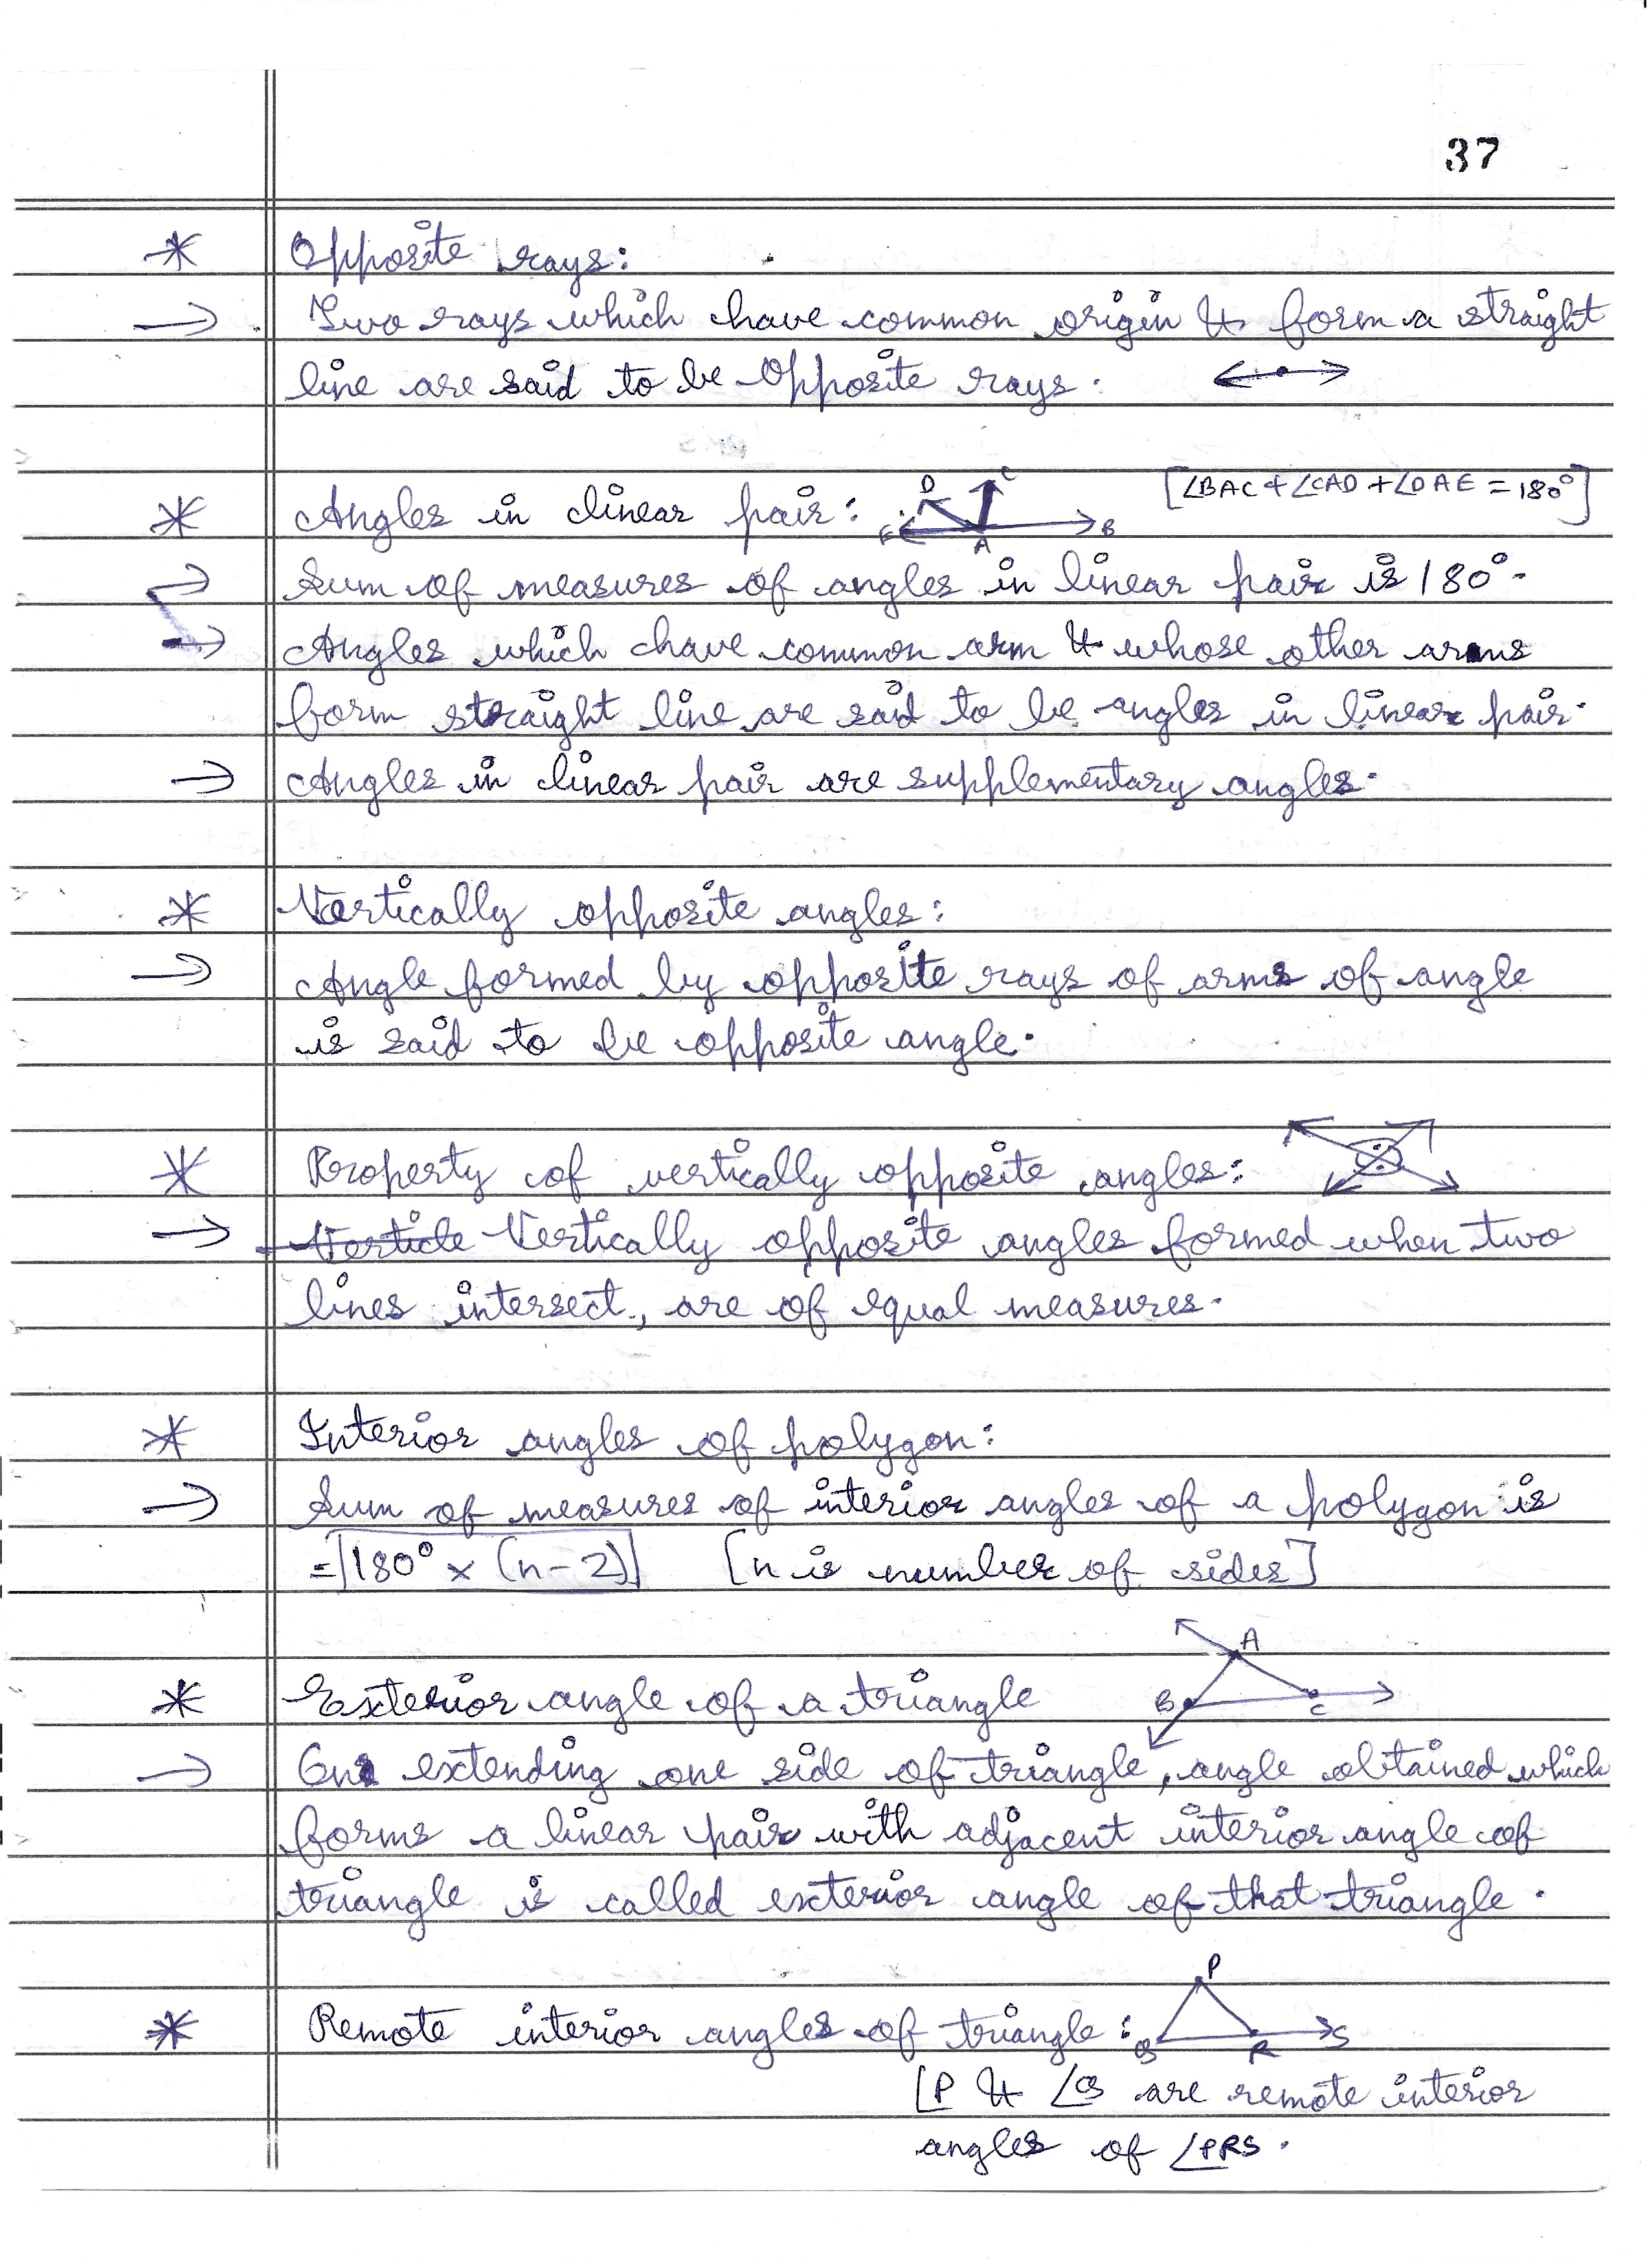 37
* Opposite rays:
→ Two rays which have common origin & form a straight
line are said to be Opposite rays.
* Angles in linear pair: D C E A B [∠BAC + ∠CAD + ∠DAE = 180°]
→ Sum of measures of angles in linear pair is 180°.
→ Angles which have common arm & whose other arms
form straight line are said to be angles in linear pair.
→ Angles in linear pair are supplementary angles.
* Vertically opposite angles:
→ Angle formed by opposite rays of arms of angle
is said to be opposite angle.
* Property of vertically opposite angles:
→ Verticle Vertically opposite angles formed when two
lines intersect, are of equal measures.
* Interior angles of polygon:
→ Sum of measures of interior angles of a polygon is
= 180° × (n-2) [n is number of sides]
* Exterior angle of a triangle A B C
→ On extending one side of triangle, angle obtained which
forms a linear pair with adjacent interior angle of
triangle is called exterior angle of that triangle.
* Remote interior angles of triangle: P Q R S
∠P & ∠Q are remote interior
angles of ∠PRS.